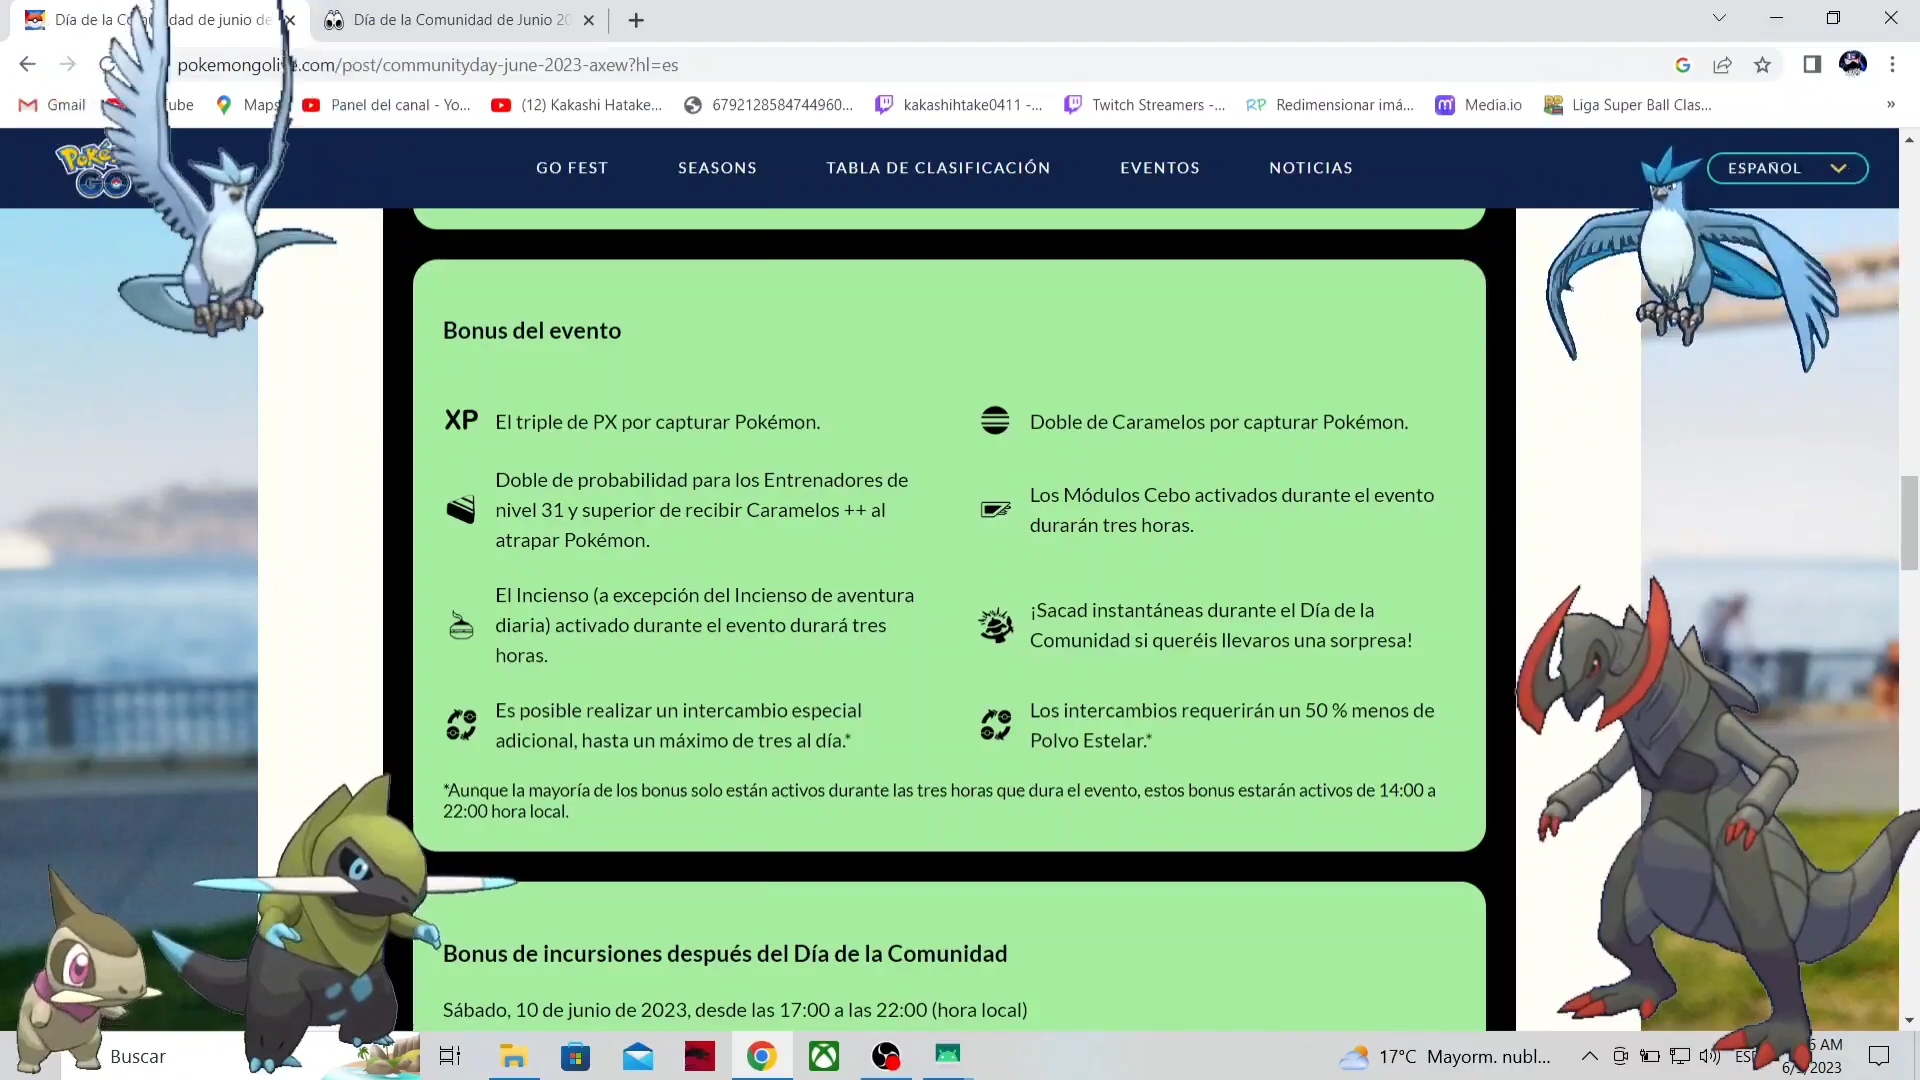 Día de la Comunidad de junio de
Día de la Comunidad de Junio 20
pokemongolive.com/post/communityday-june-2023-axew?hl=es
Gmail
Maps
Panel del canal - Yo...
(12) Kakashi Hatake...
6792128584744960...
kakashihtake0411 -...
Twitch Streamers -...
Redimensionar imá...
Media.io
Liga Super Ball Clas...
GO FEST
SEASONS
TABLA DE CLASIFICACIÓN
EVENTOS
NOTICIAS
ESPAÑOL
Bonus del evento
XP El triple de PX por capturar Pokémon.
Doble de Caramelos por capturar Pokémon.
Doble de probabilidad para los Entrenadores de
nivel 31 y superior de recibir Caramelos ++ al
atrapar Pokémon.
Los Módulos Cebo activados durante el evento
durarán tres horas.
El Incienso (a excepción del Incienso de aventura
diaria) activado durante el evento durará tres
horas.
¡Sacad instantáneas durante el Día de la
Comunidad si queréis llevaros una sorpresa!
Es posible realizar un intercambio especial
adicional, hasta un máximo de tres al día.*
Los intercambios requerirán un 50 % menos de
Polvo Estelar.*
*Aunque la mayoría de los bonus solo están activos durante las tres horas que dura el evento, estos bonus estarán activos de 14:00 a
22:00 hora local.
Bonus de incursiones después del Día de la Comunidad
Sábado, 10 de junio de 2023, desde las 17:00 a las 22:00 (hora local)
Buscar
17°C Mayorm. nubl...
AM